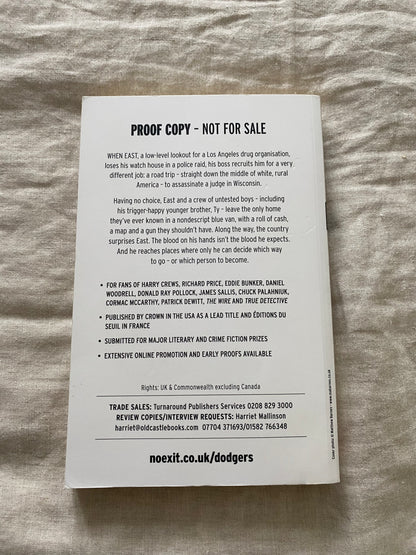 PROOF COPY – NOT FOR SALE
WHEN EAST, a low-level lookout for a Los Angeles drug organisation,
loses his watch house in a police raid, his boss recruits him for a very
different job: a road trip – straight down the middle of white, rural
America – to assassinate a judge in Wisconsin.
Having no choice, East and a crew of untested boys – including
his trigger-happy younger brother, Ty – leave the only home
they've ever known in a nondescript blue van, with a roll of cash,
a map and a gun they shouldn't have. Along the way, the country
surprises East. The blood on his hands isn't the blood he expects.
And he reaches places where only he can decide which way
to go – or which person to become.
• FOR FANS OF HARRY CREWS, RICHARD PRICE, EDDIE BUNKER, DANIEL
WOODRELL, DONALD RAY POLLOCK, JAMES SALLIS, CHUCK PALAHNIUK,
CORMAC MCCARTHY, PATRICK DEWITT, THE WIRE AND TRUE DETECTIVE
• PUBLISHED BY CROWN IN THE USA AS A LEAD TITLE AND ÉDITIONS DU
SEUIL IN FRANCE
• SUBMITTED FOR MAJOR LITERARY AND CRIME FICTION PRIZES
• EXTENSIVE ONLINE PROMOTION AND EARLY PROOFS AVAILABLE
Rights: UK & Commonwealth excluding Canada
TRADE SALES: Turnaround Publishers Services 0208 829 3000
REVIEW COPIES/INTERVIEW REQUESTS: Harriet Mallinson
harriet@oldcastlebooks.com 07704 371693/01582 766348
noexit.co.uk/dodgers